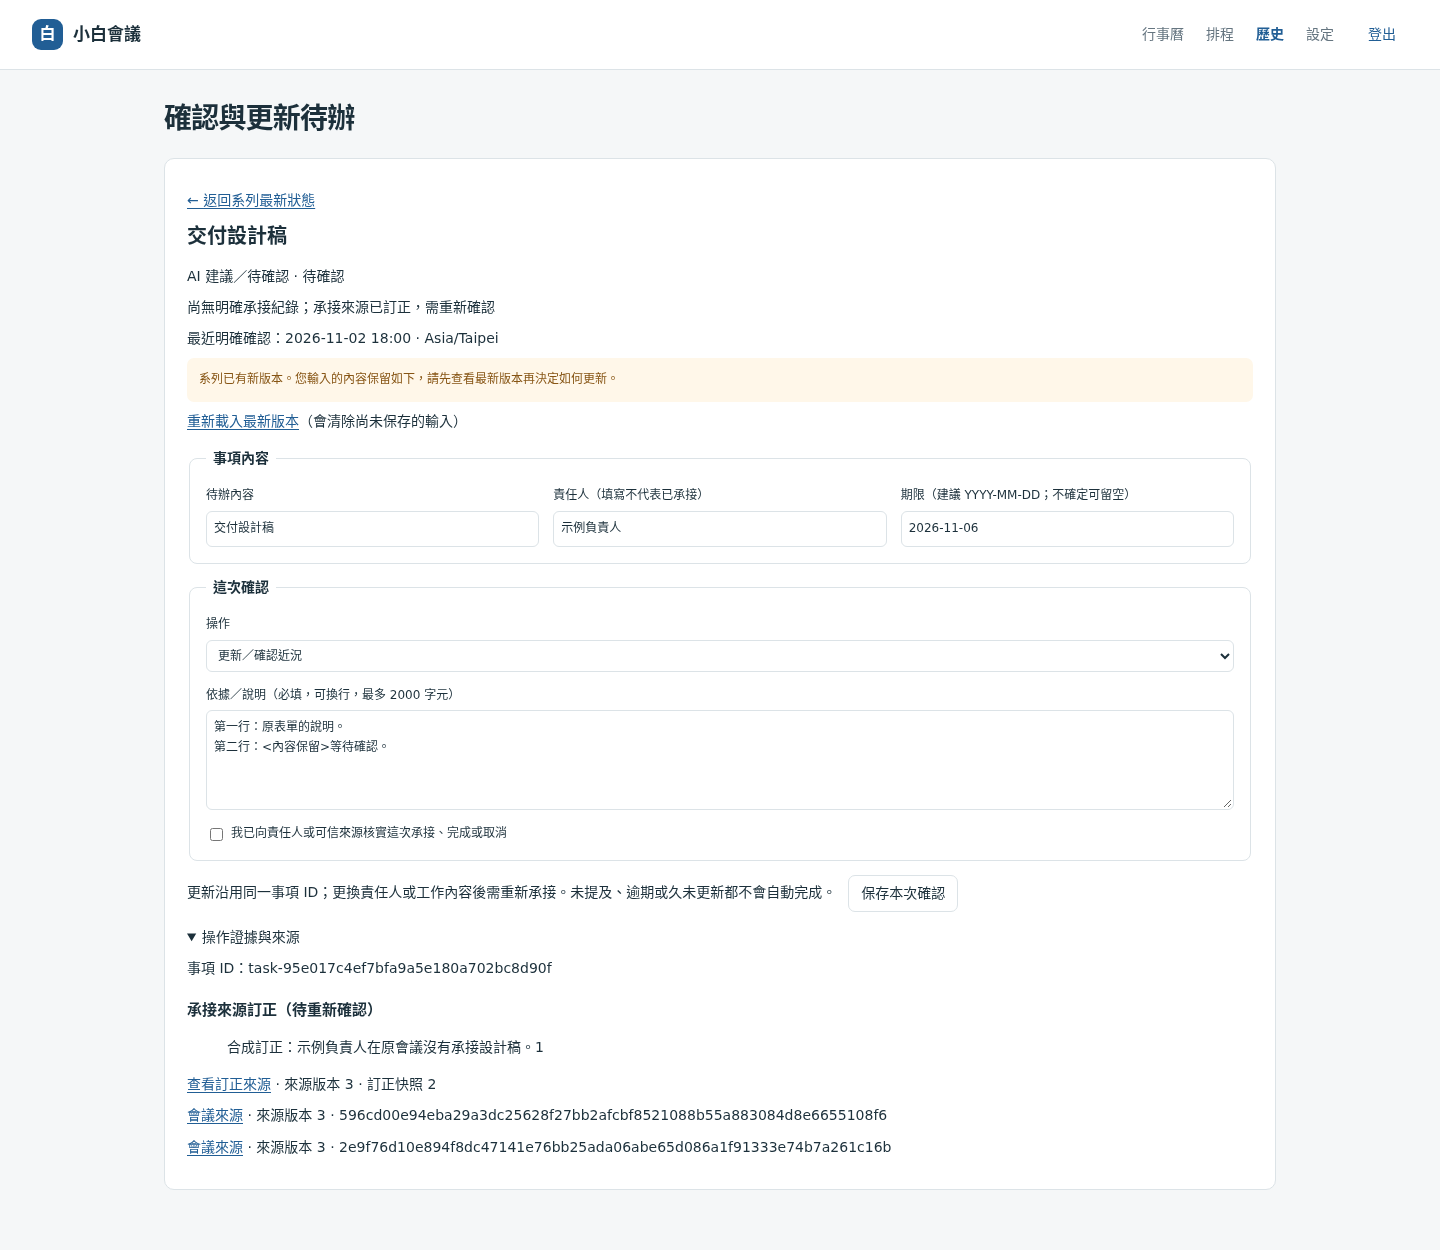 白 小白會議
行事曆 排程 歷史 設定 登出
確認與更新待辦
← 返回系列最新狀態
交付設計稿
AI 建議／待確認 · 待確認
尚無明確承接紀錄；承接來源已訂正，需重新確認
最近明確確認：2026-11-02 18:00 · Asia/Taipei
系列已有新版本。您輸入的內容保留如下，請先查看最新版本再決定如何更新。
重新載入最新版本（會清除尚未保存的輸入）
事項內容
待辦內容 責任人（填寫不代表已承接） 期限（建議 YYYY-MM-DD；不確定可留空）
交付設計稿 示例負責人 2026-11-06
這次確認
操作
更新／確認近況
依據／說明（必填，可換行，最多 2000 字元）
第一行：原表單的說明。
第二行：<內容保留>等待確認。
我已向責任人或可信來源核實這次承接、完成或取消
更新沿用同一事項 ID；更換責任人或工作內容後需重新承接。未提及、逾期或久未更新都不會自動完成。 保存本次確認
▼ 操作證據與來源
事項 ID：task-95e017c4ef7bfa9a5e180a702bc8d90f
承接來源訂正（待重新確認）
合成訂正：示例負責人在原會議沒有承接設計稿。1
查看訂正來源 · 來源版本 3 · 訂正快照 2
會議來源 · 來源版本 3 · 596cd00e94eba29a3dc25628f27bb2afcbf8521088b55a883084d8e6655108f6
會議來源 · 來源版本 3 · 2e9f76d10e894f8dc47141e76bb25ada06abe65d086a1f91333e74b7a261c16b